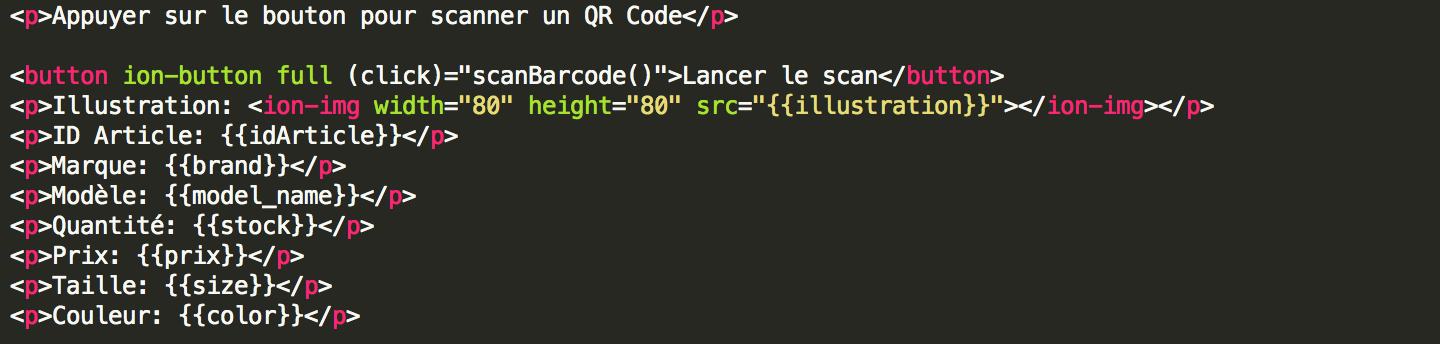 <p>Appuyer sur le bouton pour scanner un QR Code</p>
<button ion-button full (click)="scanBarcode()">Lancer le scan</button>
<p>Illustration: <ion-img width="80" height="80" src="{{illustration}}"></ion-img></p>
<p>ID Article: {{idArticle}}</p>
<p>Marque: {{brand}}</p>
<p>Modèle: {{model_name}}</p>
<p>Quantité: {{stock}}</p>
<p>Prix: {{prix}}</p>
<p>Taille: {{size}}</p>
<p>Couleur: {{color}}</p>